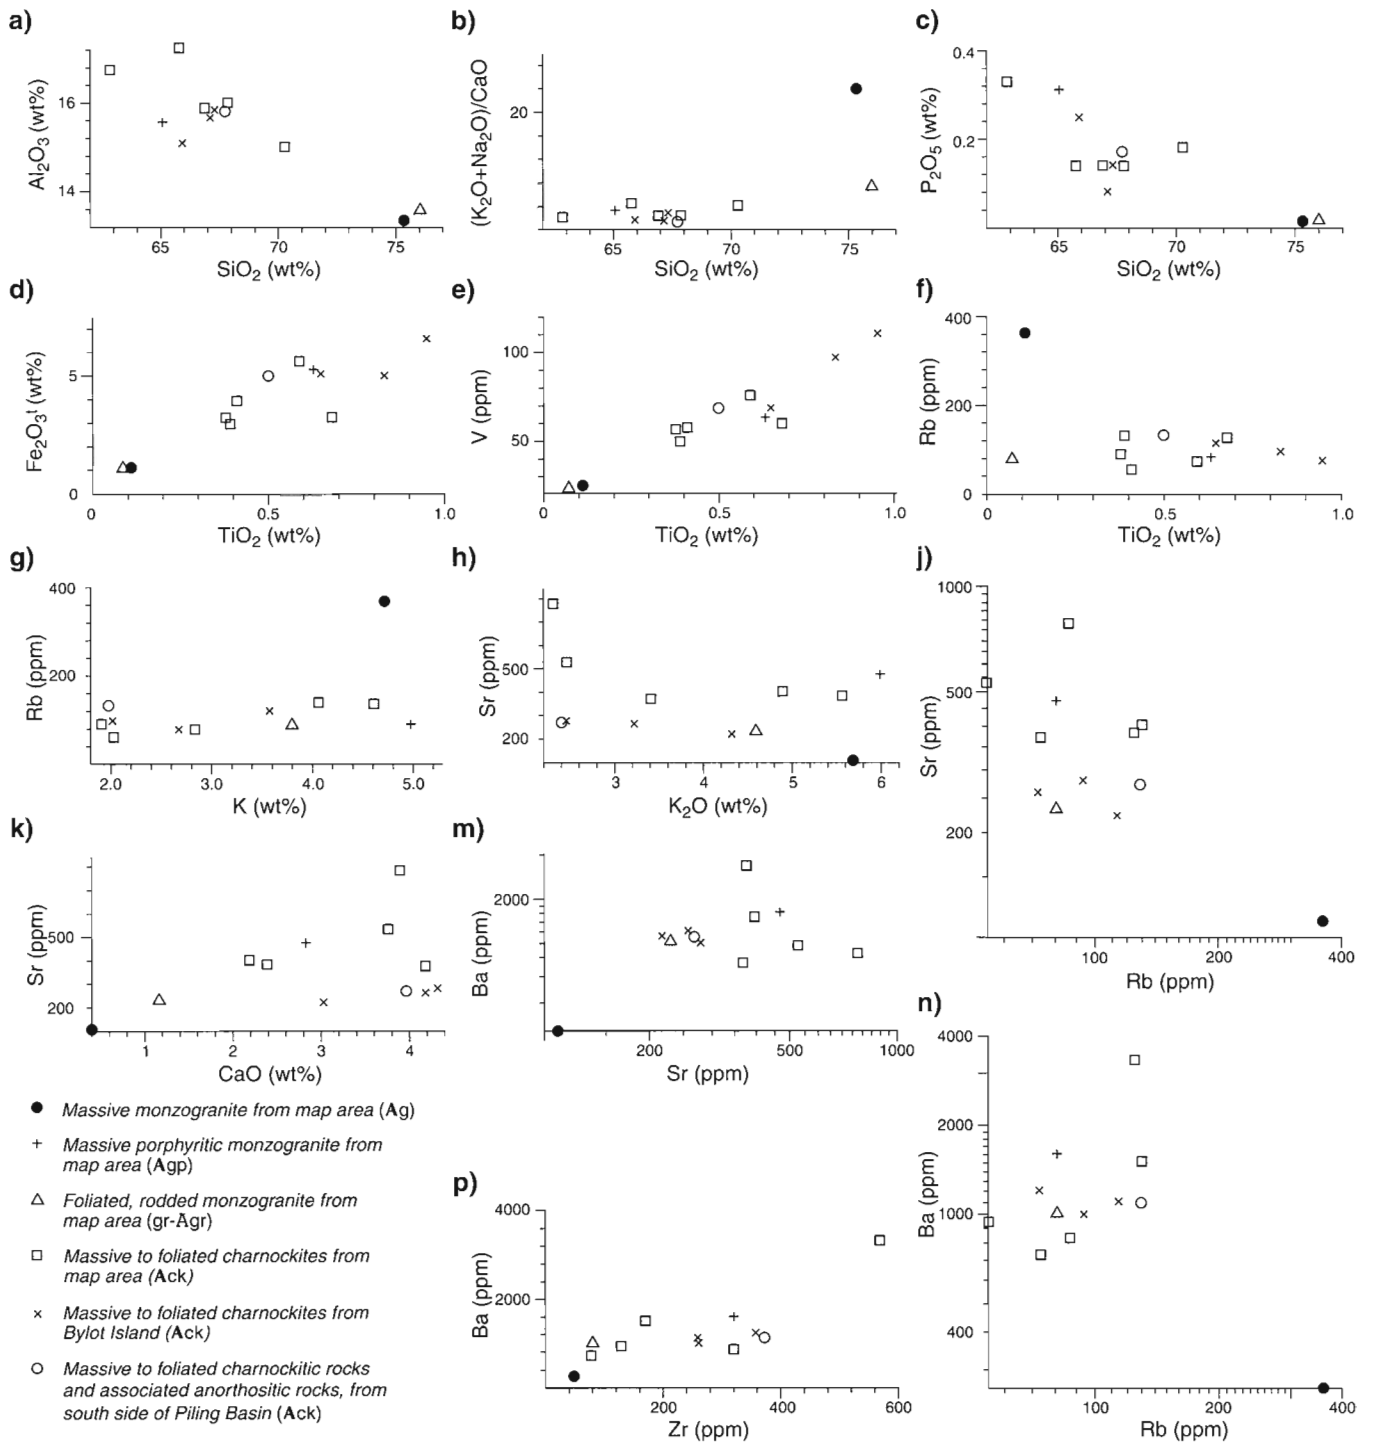 a)
Al2O3 (wt%)
16
14
65
70
75
SiO2 (wt%)
b)
(K2O+Na2O)/CaO
20
65
70
75
SiO2 (wt%)
c)
P2O5 (wt%)
0.4
0.2
65
70
75
SiO2 (wt%)
d)
Fe2O3t (wt%)
5
0
0
0.5
1.0
TiO2 (wt%)
e)
V (ppm)
100
50
0
0.5
1.0
TiO2 (wt%)
f)
Rb (ppm)
400
200
0
0
0.5
1.0
TiO2 (wt%)
g)
Rb (ppm)
400
200
2.0
3.0
4.0
5.0
K (wt%)
h)
Sr (ppm)
500
200
3
4
5
6
K2O (wt%)
j)
Sr (ppm)
1000
500
200
100
200
400
Rb (ppm)
k)
Sr (ppm)
500
200
1
2
3
4
CaO (wt%)
m)
Ba (ppm)
2000
200
500
1000
Sr (ppm)
n)
Ba (ppm)
4000
2000
1000
400
100
200
400
Rb (ppm)
p)
Ba (ppm)
4000
2000
200
400
600
Zr (ppm)
Massive monzogranite from map area (Ag)
Massive porphyritic monzogranite from
map area (Agp)
Foliated, rodded monzogranite from
map area (gr-Agr)
Massive to foliated charnockites from
map area (Ack)
Massive to foliated charnockites from
Bylot Island (Ack)
Massive to foliated charnockitic rocks
and associated anorthositic rocks, from
south side of Piling Basin (Ack)